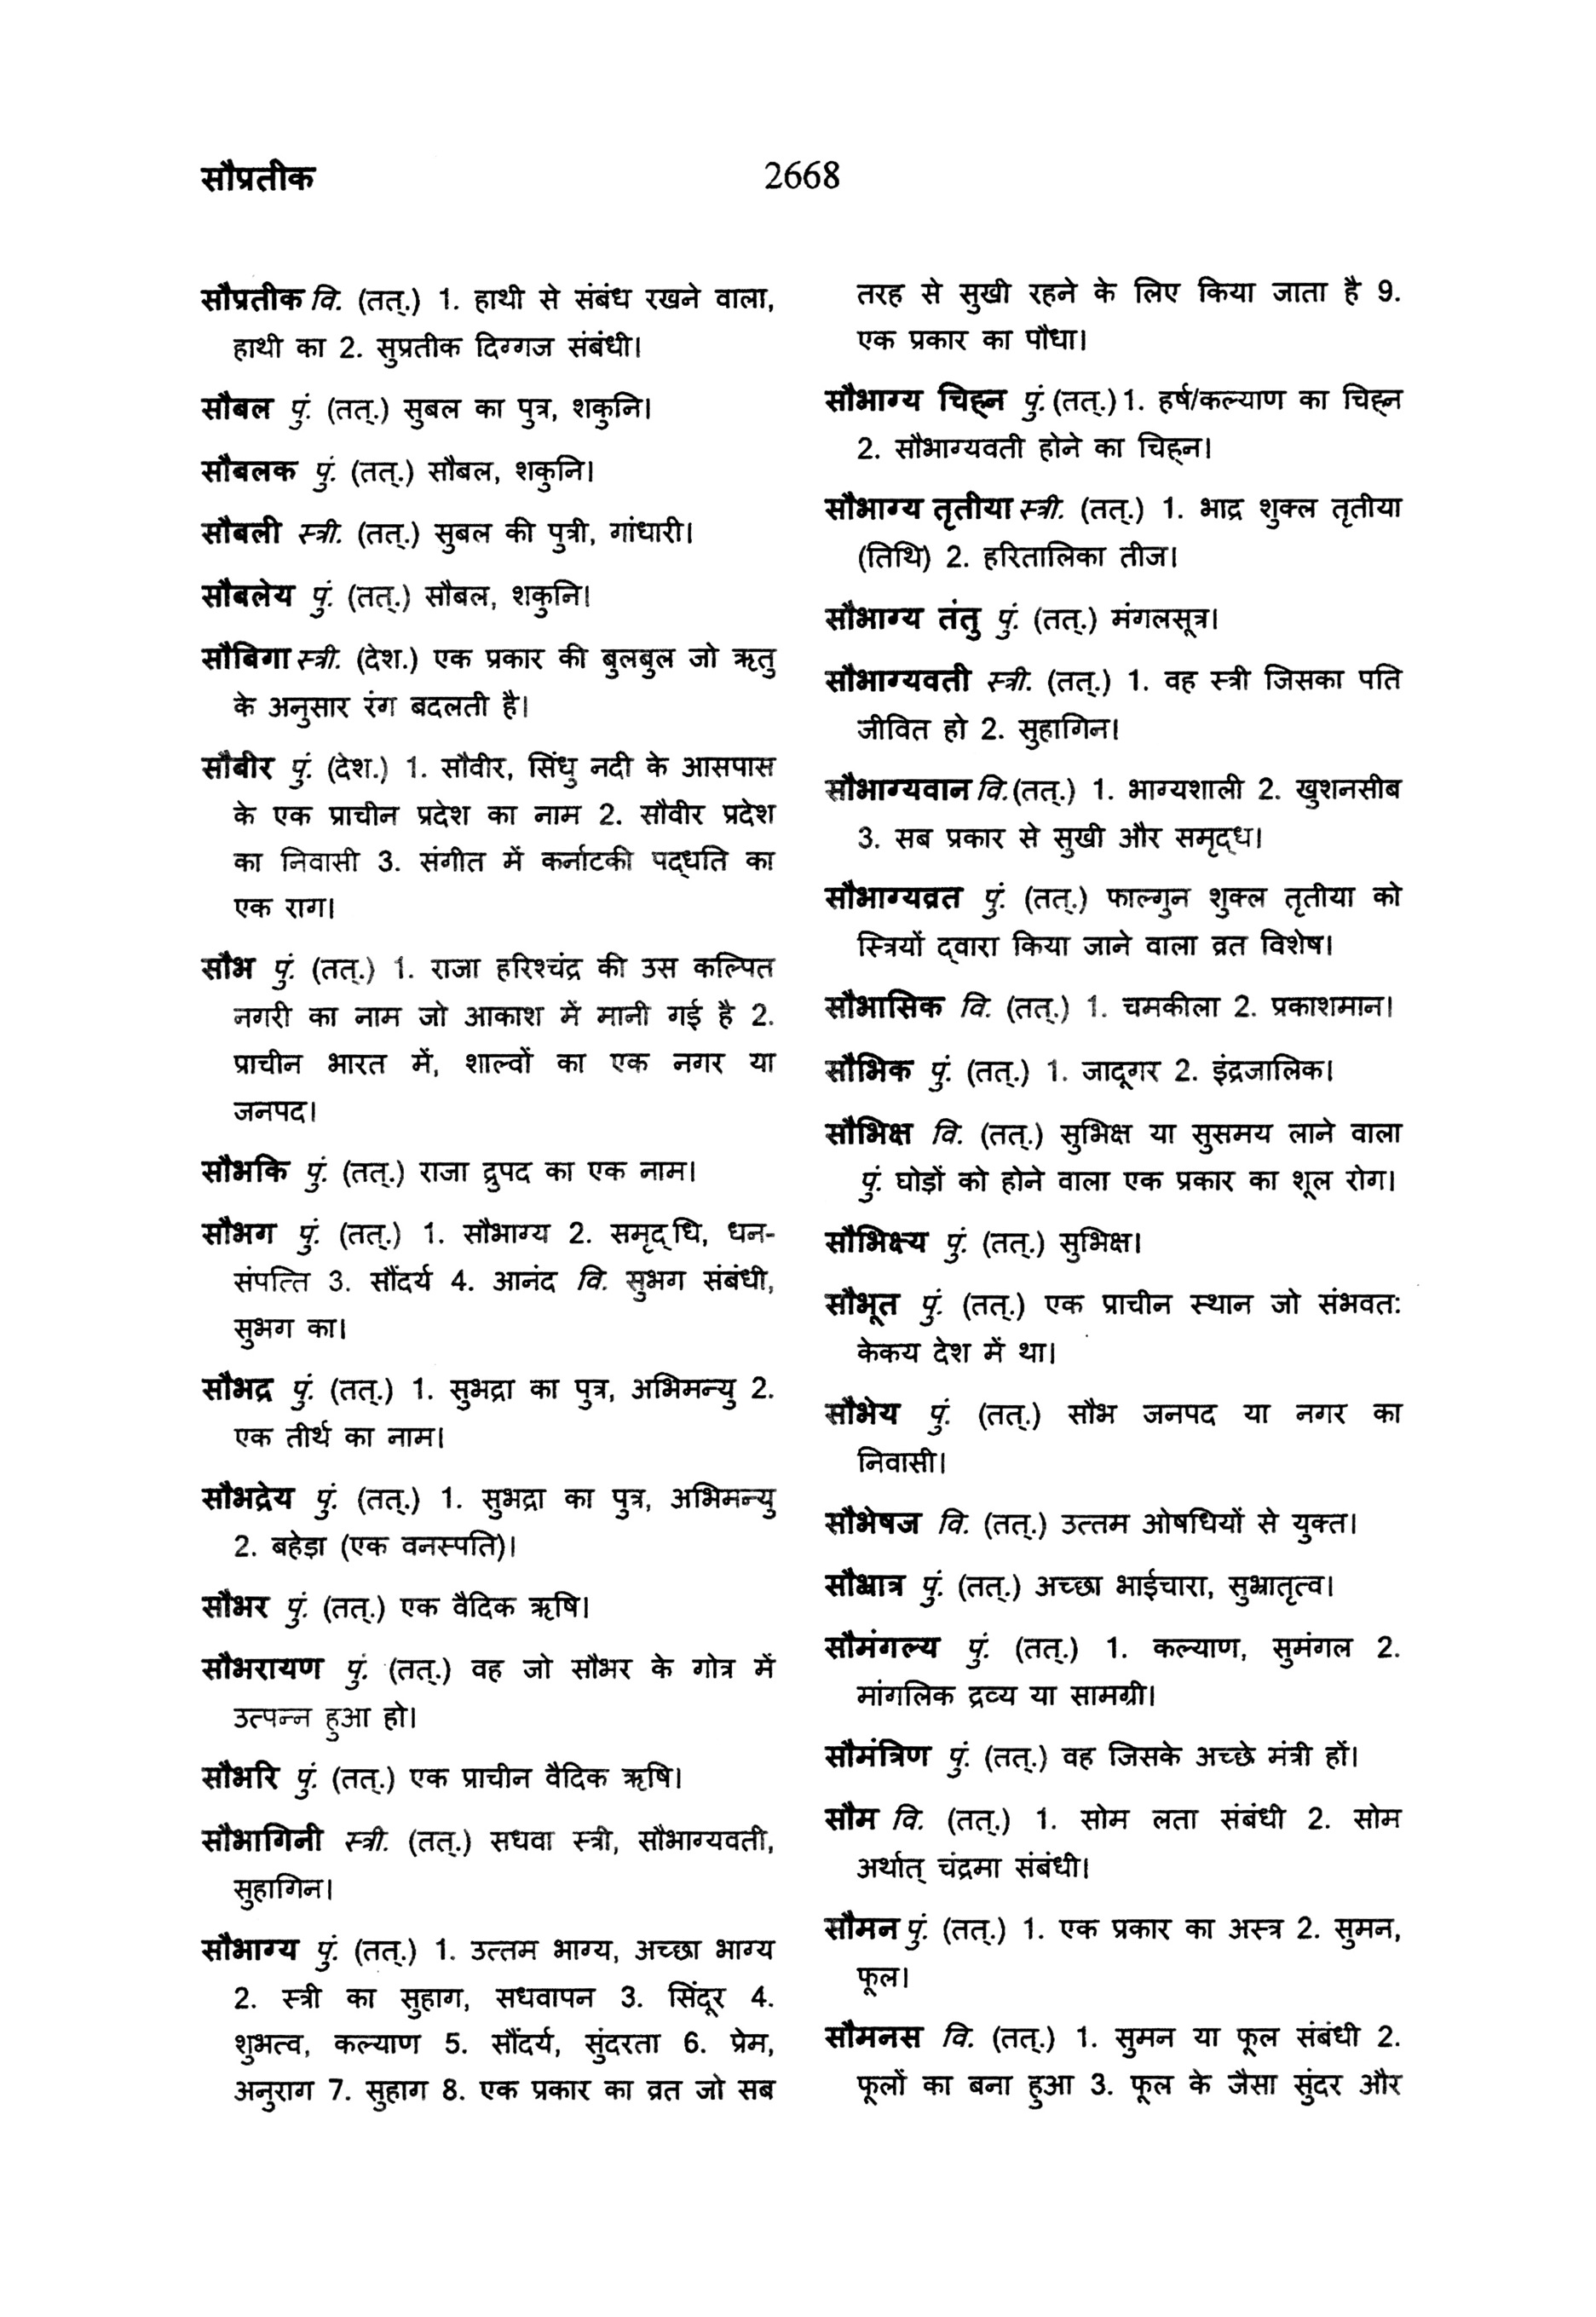 सौप्रतीक
2668
सौप्रतीक वि. (तत्.) 1. हाथी से संबंध रखने वाला,
हाथी का 2. सुप्रतीक दिग्गज संबंधी।
सौबल पुं. (तत्.) सुबल का पुत्र, शकुनि।
सौबलक पुं. (तत्.) सौबल, शकुनि।
सौबली स्त्री. (तत्.) सुबल की पुत्री, गांधारी।
सौबलेय पुं. (तत्.) सौबल, शकुनि।
सौबिगा स्त्री. (देश.) एक प्रकार की बुलबुल जो ऋतु
के अनुसार रंग बदलती है।
सौबीर पुं. (देश.) 1. सौवीर, सिंधु नदी के आसपास
के एक प्राचीन प्रदेश का नाम 2. सौवीर प्रदेश
का निवासी 3. संगीत में कर्नाटकी पद्धति का
एक राग।
सौभ पुं. (तत्.) 1. राजा हरिश्चंद्र की उस कल्पित
नगरी का नाम जो आकाश में मानी गई है 2.
प्राचीन भारत में, शाल्वों का एक नगर या
जनपद।
सौभकि पुं. (तत्.) राजा द्रुपद का एक नाम।
सौभग पुं. (तत्.) 1. सौभाग्य 2. समृद्धि, धन-
संपत्ति 3. सौंदर्य 4. आनंद वि. सुभग संबंधी,
सुभग का।
सौभद्र पुं. (तत्.) 1. सुभद्रा का पुत्र, अभिमन्यु 2.
एक तीर्थ का नाम।
सौभद्रेय पुं. (तत्.) 1. सुभद्रा का पुत्र, अभिमन्यु
2. बहेड़ा (एक वनस्पति)।
सौभर पुं. (तत्.) एक वैदिक ऋषि।
सौभरायण पुं. (तत्.) वह जो सौभर के गोत्र में
उत्पन्न हुआ हो।
सौभरि पुं. (तत्.) एक प्राचीन वैदिक ऋषि।
सौभागिनी स्त्री. (तत्.) सधवा स्त्री, सौभाग्यवती,
सुहागिन।
सौभाग्य पुं. (तत्.) 1. उत्तम भाग्य, अच्छा भाग्य
2. स्त्री का सुहाग, सधवापन 3. सिंदूर 4.
शुभत्व, कल्याण 5. सौंदर्य, सुंदरता 6. प्रेम,
अनुराग 7. सुहाग 8. एक प्रकार का व्रत जो सब
तरह से सुखी रहने के लिए किया जाता है 9.
एक प्रकार का पौधा।
सौभाग्य चिह्न पुं. (तत्.) 1. हर्ष/कल्याण का चिह्न
2. सौभाग्यवती होने का चिह्न।
सौभाग्य तृतीया स्त्री. (तत्.) 1. भाद्र शुक्ल तृतीया
(तिथि) 2. हरितालिका तीज।
सौभाग्य तंतु पुं. (तत्.) मंगलसूत्र।
सौभाग्यवती स्त्री. (तत्.) 1. वह स्त्री जिसका पति
जीवित हो 2. सुहागिन।
सौभाग्यवान वि. (तत्.) 1. भाग्यशाली 2. खुशनसीब
3. सब प्रकार से सुखी और समृद्ध।
सौभाग्यव्रत पुं. (तत्.) फाल्गुन शुक्ल तृतीया को
स्त्रियों द्वारा किया जाने वाला व्रत विशेष।
सौभासिक वि. (तत्.) 1. चमकीला 2. प्रकाशमान।
सौभिक पुं. (तत्.) 1. जादूगर 2. इंद्रजालिक।
सौभिक्ष वि. (तत्.) सुभिक्ष या सुसमय लाने वाला
पुं. घोड़ों को होने वाला एक प्रकार का शूल रोग।
सौभिक्ष्य पुं. (तत्.) सुभिक्ष।
सौभूत पुं. (तत्.) एक प्राचीन स्थान जो संभवत:
केकय देश में था।
सौभेय पुं. (तत्.) सौभ जनपद या नगर का
निवासी।
सौभेषज वि. (तत्.) उत्तम ओषधियों से युक्त।
सौभ्रात्र पुं. (तत्.) अच्छा भाईचारा, सुभ्रातृत्व।
सौमंगल्य पुं. (तत्.) 1. कल्याण, सुमंगल 2.
मांगलिक द्रव्य या सामग्री।
सौमंत्रिण पुं. (तत्.) वह जिसके अच्छे मंत्री हों।
सौम वि. (तत्.) 1. सोम लता संबंधी 2. सोम
अर्थात् चंद्रमा संबंधी।
सौमन पुं. (तत्.) 1. एक प्रकार का अस्त्र 2. सुमन,
फूल।
सौमनस वि. (तत्.) 1. सुमन या फूल संबंधी 2.
फूलों का बना हुआ 3. फूल के जैसा सुंदर और